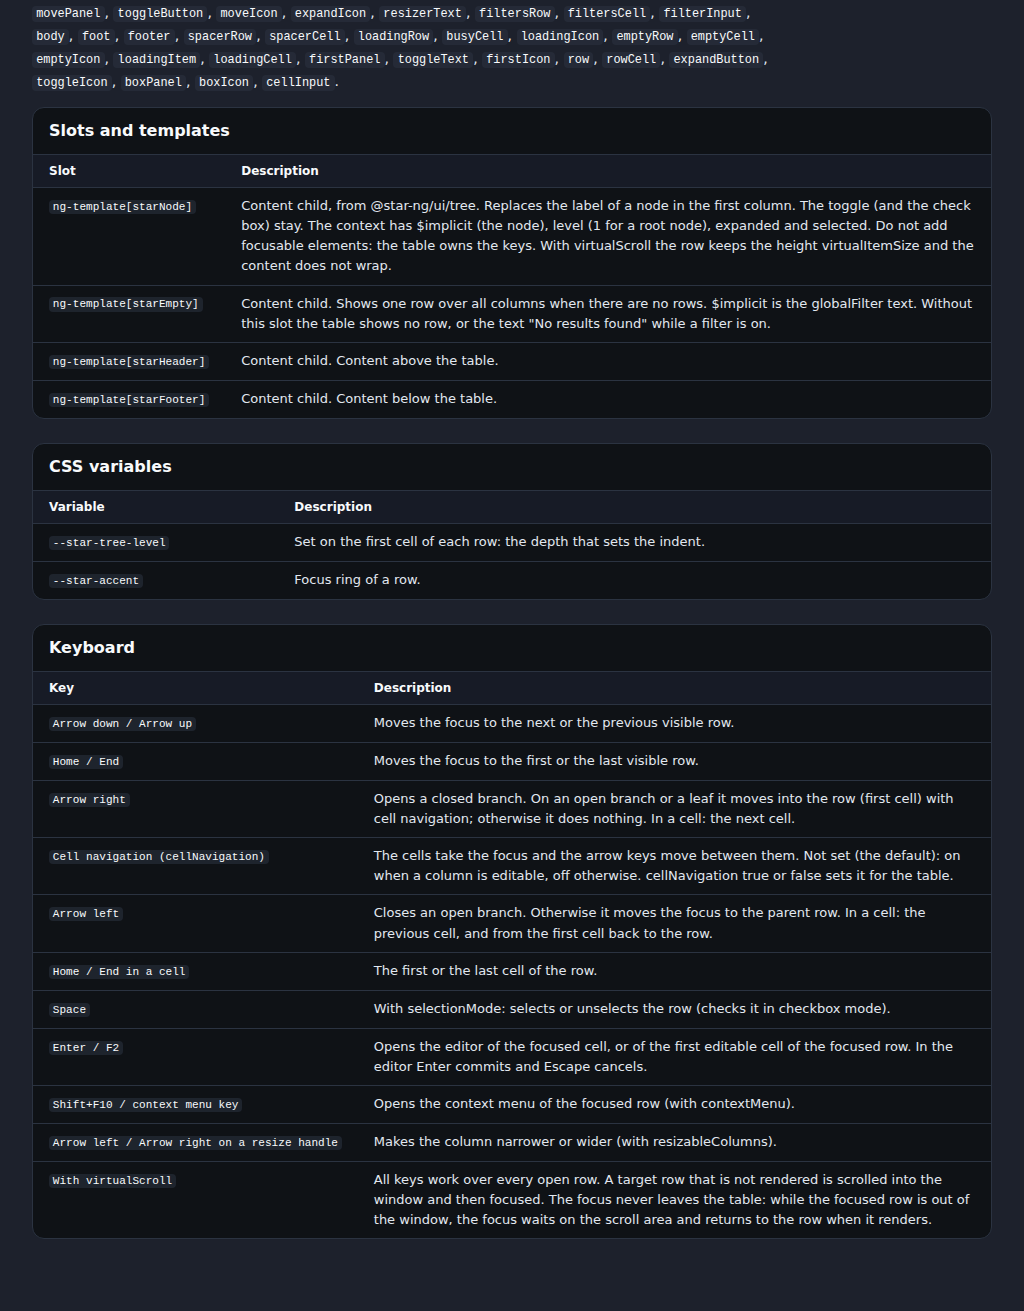 movePanel, toggleButton, moveIcon, expandIcon, resizerText, filtersRow, filtersCell, filterInput,
body, foot, footer, spacerRow, spacerCell, loadingRow, busyCell, loadingIcon, emptyRow, emptyCell,
emptyIcon, loadingItem, loadingCell, firstPanel, toggleText, firstIcon, row, rowCell, expandButton,
toggleIcon, boxPanel, boxIcon, cellInput.
Slots and templates
Slot Description
ng-template[starNode] Content child, from @star-ng/ui/tree. Replaces the label of a node in the first column. The toggle (and the check
box) stay. The context has $implicit (the node), level (1 for a root node), expanded and selected. Do not add
focusable elements: the table owns the keys. With virtualScroll the row keeps the height virtualItemSize and the
content does not wrap.
ng-template[starEmpty] Content child. Shows one row over all columns when there are no rows. $implicit is the globalFilter text. Without
this slot the table shows no row, or the text "No results found" while a filter is on.
ng-template[starHeader] Content child. Content above the table.
ng-template[starFooter] Content child. Content below the table.
CSS variables
Variable Description
--star-tree-level Set on the first cell of each row: the depth that sets the indent.
--star-accent Focus ring of a row.
Keyboard
Key Description
Arrow down / Arrow up Moves the focus to the next or the previous visible row.
Home / End Moves the focus to the first or the last visible row.
Arrow right Opens a closed branch. On an open branch or a leaf it moves into the row (first cell) with
cell navigation; otherwise it does nothing. In a cell: the next cell.
Cell navigation (cellNavigation) The cells take the focus and the arrow keys move between them. Not set (the default): on
when a column is editable, off otherwise. cellNavigation true or false sets it for the table.
Arrow left Closes an open branch. Otherwise it moves the focus to the parent row. In a cell: the
previous cell, and from the first cell back to the row.
Home / End in a cell The first or the last cell of the row.
Space With selectionMode: selects or unselects the row (checks it in checkbox mode).
Enter / F2 Opens the editor of the focused cell, or of the first editable cell of the focused row. In the
editor Enter commits and Escape cancels.
Shift+F10 / context menu key Opens the context menu of the focused row (with contextMenu).
Arrow left / Arrow right on a resize handle Makes the column narrower or wider (with resizableColumns).
With virtualScroll All keys work over every open row. A target row that is not rendered is scrolled into the
window and then focused. The focus never leaves the table: while the focused row is out of
the window, the focus waits on the scroll area and returns to the row when it renders.